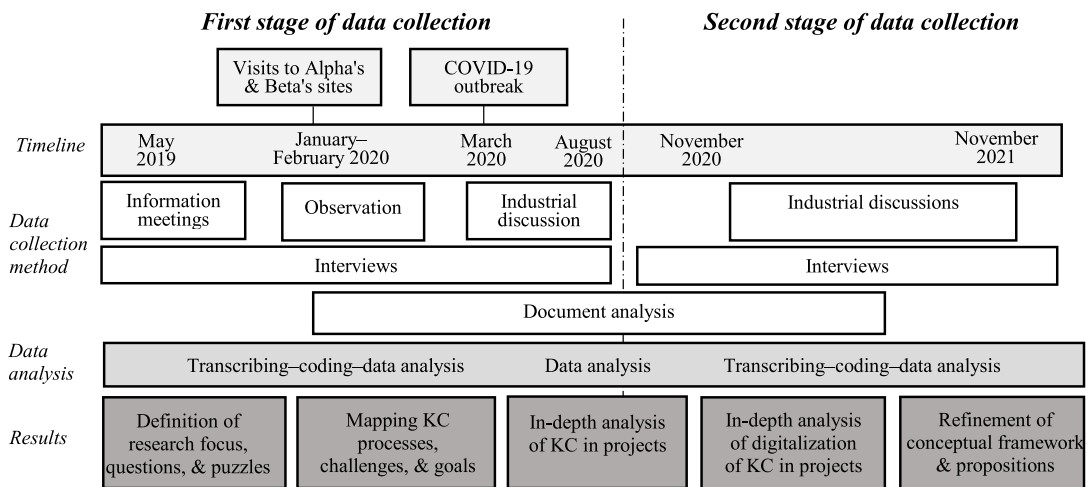 First stage of data collection
Second stage of data collection
Visits to Alpha's
& Beta's sites
COVID-19
outbreak
Timeline
May
2019
January–
February 2020
March
2020
August
2020
November
2020
November
2021
Data
collection
method
Information
meetings
Observation
Industrial
discussion
Industrial discussions
Interviews
Interviews
Document analysis
Data
analysis
Transcribing–coding–data analysis
Data analysis
Transcribing–coding–data analysis
Results
Definition of
research focus,
questions, & puzzles
Mapping KC
processes,
challenges, & goals
In-depth analysis
of KC in projects
In-depth analysis
of digitalization
of KC in projects
Refinement of
conceptual framework
& propositions